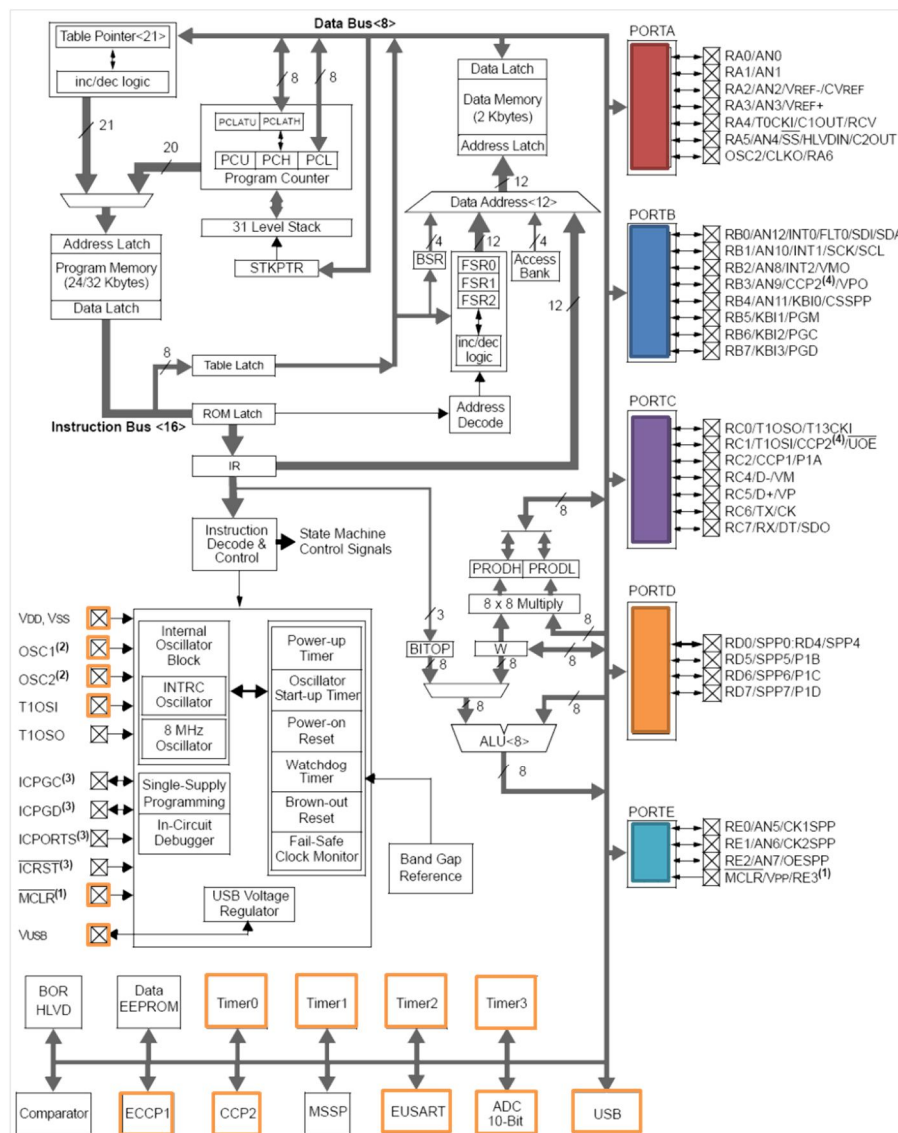 Data Bus<8>
Table Pointer<21>
inc/dec logic
21
20
8
8
PCLATU PCLATH
PCU PCH PCL
Program Counter
31 Level Stack
STKPTR
Address Latch
Program Memory
(24/32 Kbytes)
Data Latch
8
Table Latch
Instruction Bus <16>
ROM Latch
IR
Data Latch
Data Memory
(2 Kbytes)
Address Latch
12
Data Address<12>
4
12
4
BSR
FSR0
FSR1
FSR2
inc/dec
logic
Access
Bank
12
Address
Decode
Instruction
Decode &
Control
State Machine
Control Signals
8
PRODH PRODL
8 x 8 Multiply
8
3
BITOP
W
8
8
8
8
8
ALU<8>
8
VDD, VSS
OSC1(2)
OSC2(2)
T1OSI
T1OSO
ICPGC(3)
ICPGD(3)
ICPORTS(3)
ICRST(3)
MCLR(1)
VUSB
Internal
Oscillator
Block
INTRC
Oscillator
8 MHz
Oscillator
Single-Supply
Programming
In-Circuit
Debugger
Power-up
Timer
Oscillator
Start-up Timer
Power-on
Reset
Watchdog
Timer
Brown-out
Reset
Fail-Safe
Clock Monitor
Band Gap
Reference
USB Voltage
Regulator
PORTA
RA0/AN0
RA1/AN1
RA2/AN2/VREF-/CVREF
RA3/AN3/VREF+
RA4/T0CKI/C1OUT/RCV
RA5/AN4/SS/HLVDIN/C2OUT
OSC2/CLKO/RA6
PORTB
RB0/AN12/INT0/FLT0/SDI/SDA
RB1/AN10/INT1/SCK/SCL
RB2/AN8/INT2/VMO
RB3/AN9/CCP2(4)/VPO
RB4/AN11/KBI0/CSSPP
RB5/KBI1/PGM
RB6/KBI2/PGC
RB7/KBI3/PGD
PORTC
RC0/T1OSO/T13CKI
RC1/T1OSI/CCP2(4)/UOE
RC2/CCP1/P1A
RC4/D-/VM
RC5/D+/VP
RC6/TX/CK
RC7/RX/DT/SDO
PORTD
RD0/SPP0:RD4/SPP4
RD5/SPP5/P1B
RD6/SPP6/P1C
RD7/SPP7/P1D
PORTE
RE0/AN5/CK1SPP
RE1/AN6/CK2SPP
RE2/AN7/OESPP
MCLR/VPP/RE3(1)
BOR
HLVD
Data
EEPROM
Timer0
Timer1
Timer2
Timer3
Comparator
ECCP1
CCP2
MSSP
EUSART
ADC
10-Bit
USB